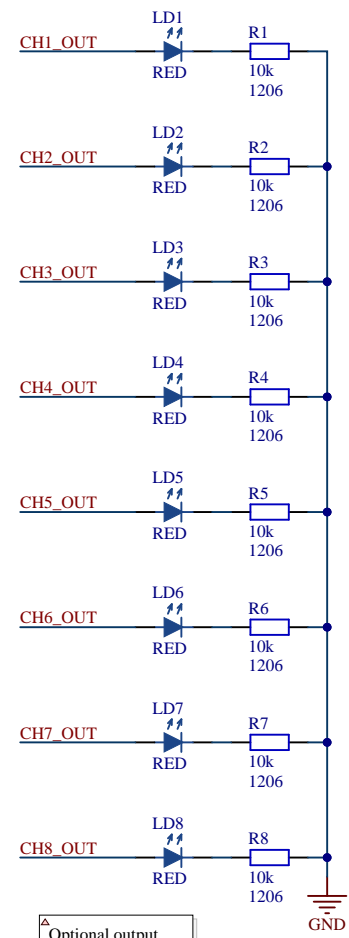 LD1
R1
CH1_OUT
RED
10k
1206
LD2
R2
CH2_OUT
RED
10k
1206
LD3
R3
CH3_OUT
RED
10k
1206
LD4
R4
CH4_OUT
RED
10k
1206
LD5
R5
CH5_OUT
RED
10k
1206
LD6
R6
CH6_OUT
RED
10k
1206
LD7
R7
CH7_OUT
RED
10k
1206
LD8
R8
CH8_OUT
RED
10k
1206
GND
Optional output